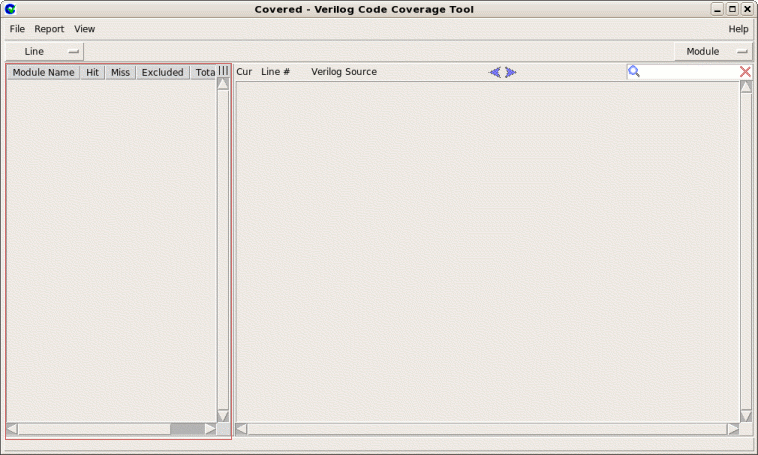 Covered - Verilog Code Coverage Tool
File Report View Help
Line Module
Module Name Hit Miss Excluded Tota Cur Line # Verilog Source